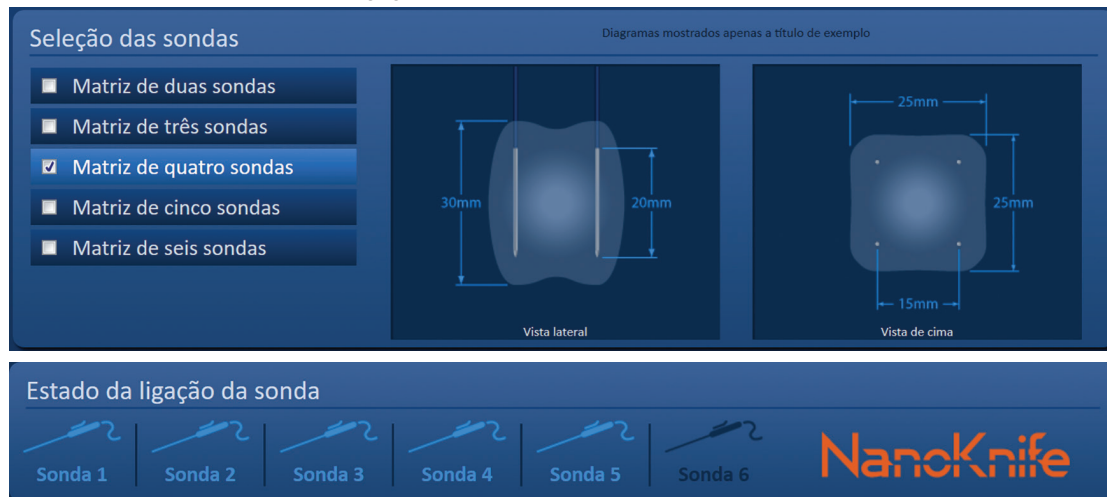 Seleção das sondas
Diagramas mostrados apenas a título de exemplo
Matriz de duas sondas
Matriz de três sondas
Matriz de quatro sondas
Matriz de cinco sondas
Matriz de seis sondas
30mm
20mm
Vista lateral
25mm
25mm
15mm
Vista de cima
Estado da ligação da sonda
Sonda 1
Sonda 2
Sonda 3
Sonda 4
Sonda 5
Sonda 6
NanoKnife